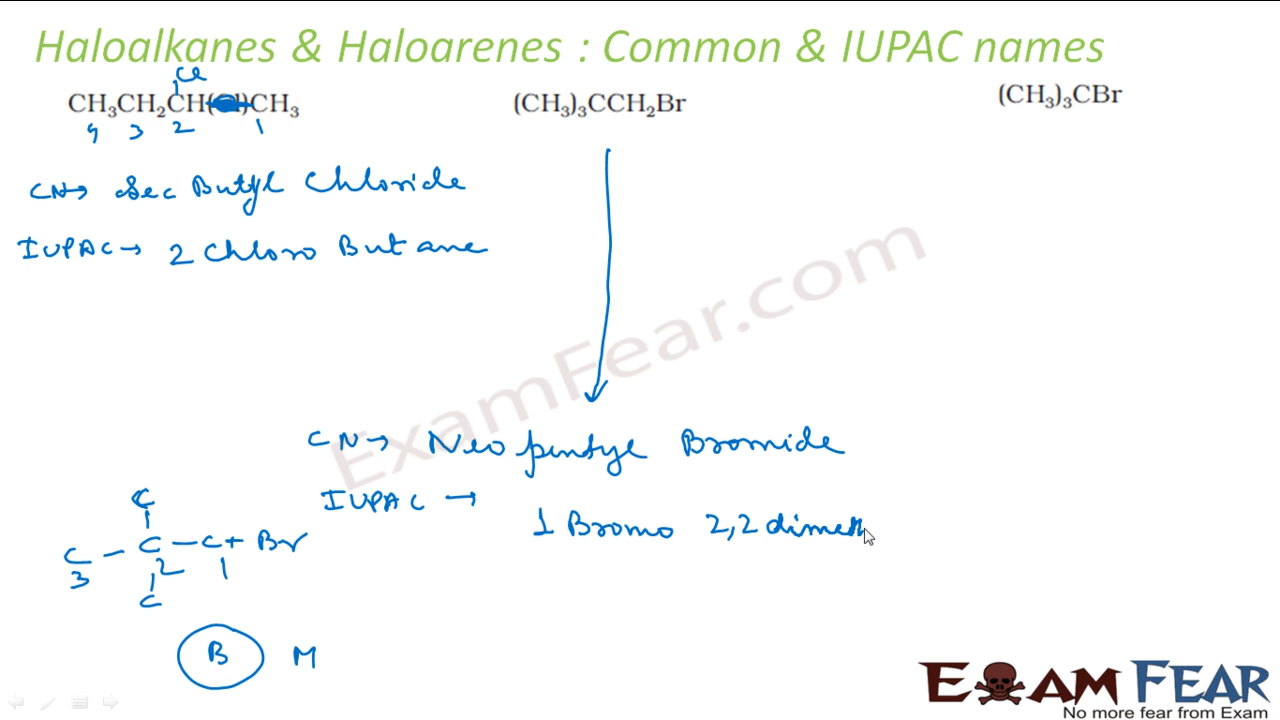 Haloalkanes & Haloarenes : Common & IUPAC names
Cl
CH₃CH₂CH(Cl)CH₃
4 3 2 1
(CH₃)₃CCH₂Br
(CH₃)₃CBr
CN→ Sec Butyl Chloride
IUPAC→ 2 Chloro Butane
ExamFear.com
CN→ Neo pentyl Bromide
IUPAC →
1 Bromo 2,2 dimeth
C
C – C – C + Br
3 2 1
C
B M
EXAM FEAR
No more fear from Exam